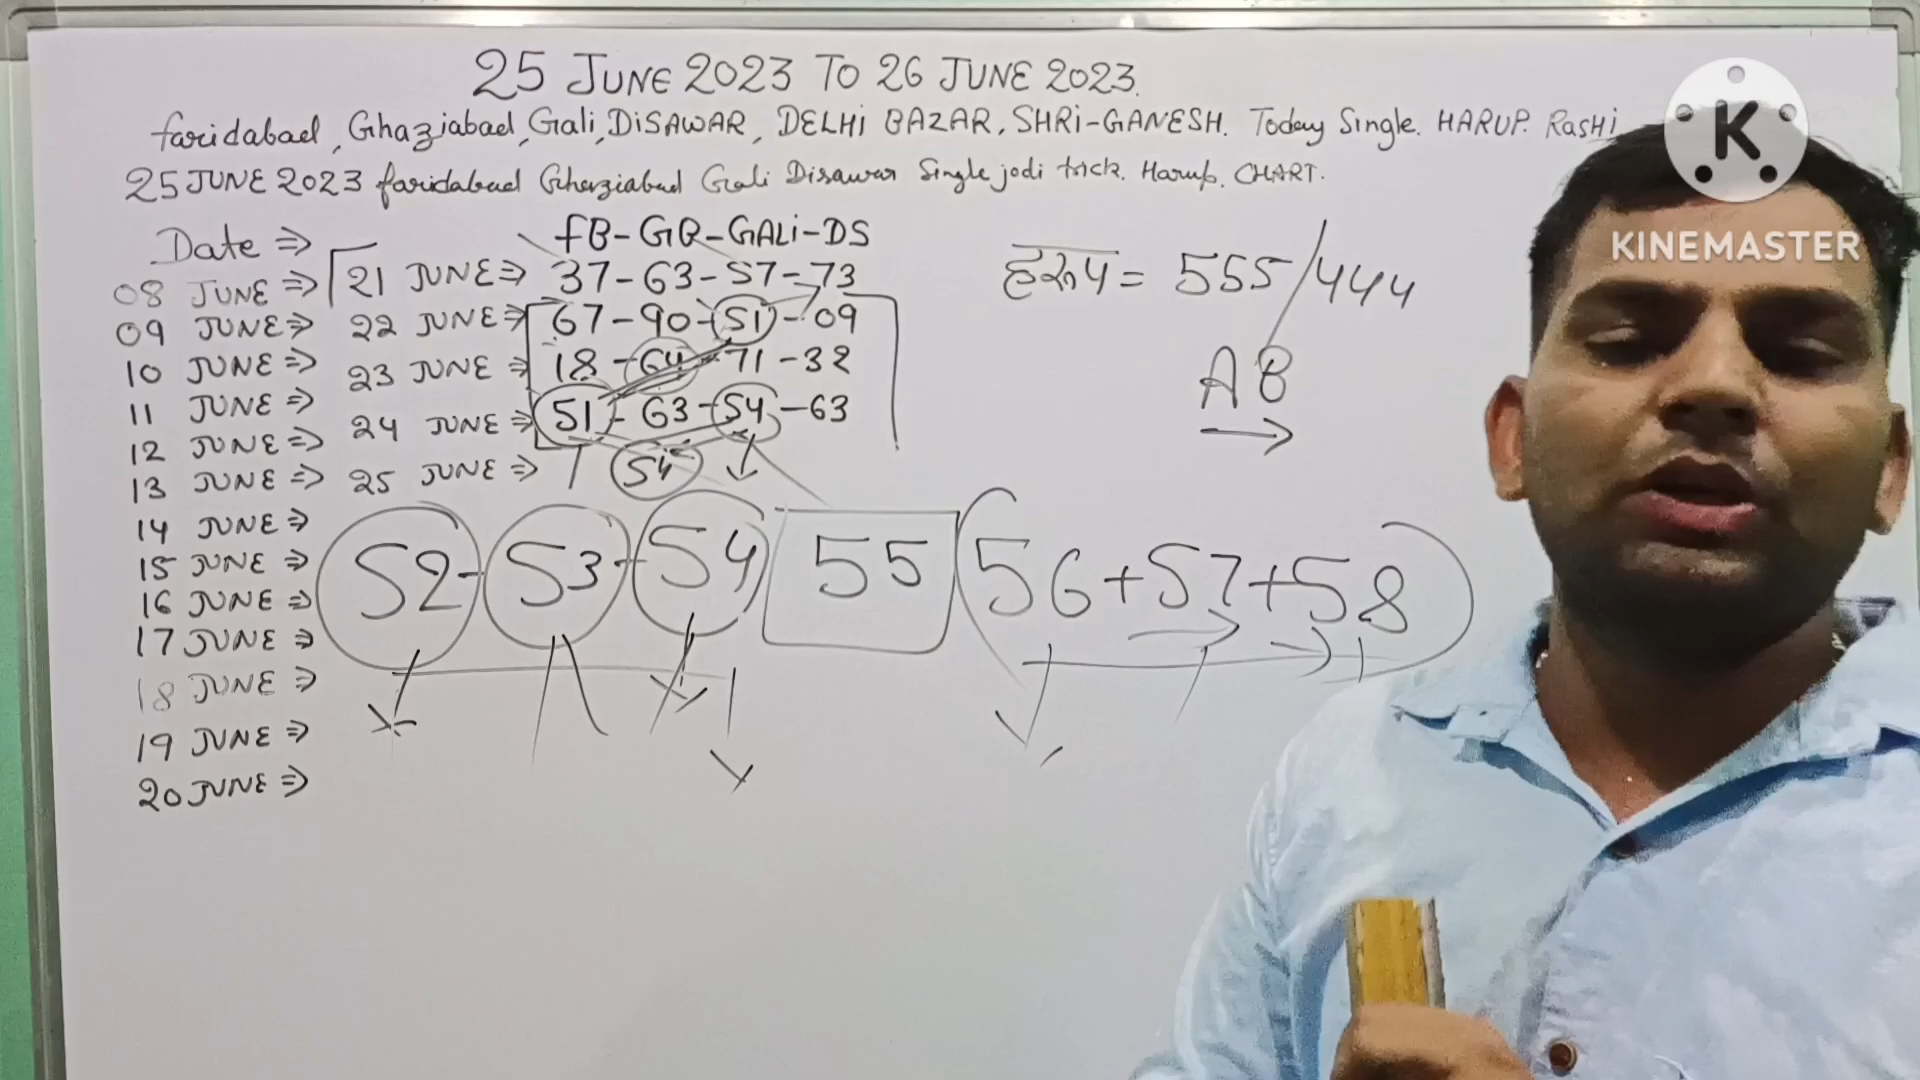 25 JUNE 2023 TO 26 JUNE 2023.
faridabad, Ghaziabad, Gali, DISAWAR, DELHI BAZAR, SHRI-GANESH. Today Single. HARUP. RASHI
25 JUNE 2023 faridabad Ghaziabad Gali Disawar Single jodi trick. Harup. CHART.
Date ⇒
FB-GB-GALI-DS
08 JUNE ⇒
21 JUNE ⇒ 37-63-57-73
09 JUNE ⇒
22 JUNE ⇒ 67-90-51-09
10 JUNE ⇒
23 JUNE ⇒ 18-64-71-32
11 JUNE ⇒
24 JUNE ⇒ 51-63-54-63
12 JUNE ⇒
13 JUNE ⇒
25 JUNE ⇒ 54
14 JUNE ⇒
15 JUNE ⇒
16 JUNE ⇒
17 JUNE ⇒
18 JUNE ⇒
19 JUNE ⇒
20 JUNE ⇒
52-53-54 55 56+57+58
= 555/444
AB
K
KINEMASTER